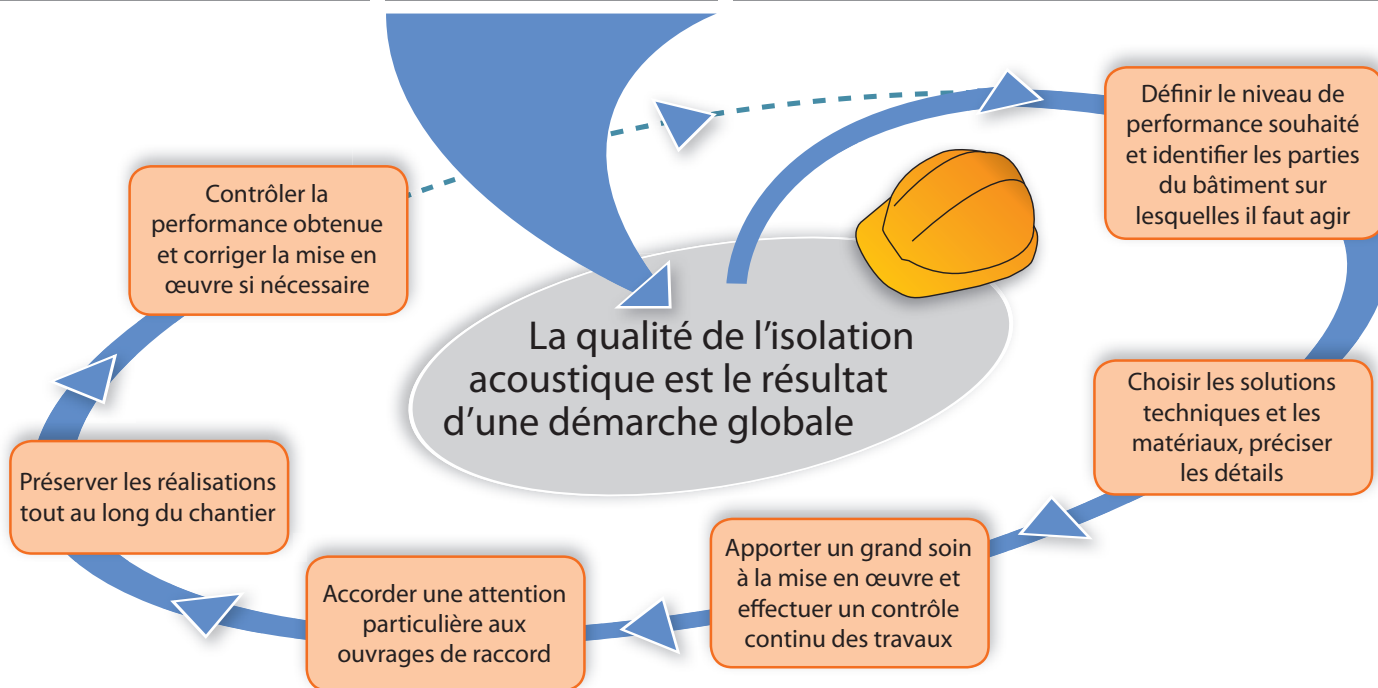 La qualité de l’isolation
acoustique est le résultat
d’une démarche globale
Définir le niveau de
performance souhaité
et identifier les parties
du bâtiment sur
lesquelles il faut agir
Choisir les solutions
techniques et les
matériaux, préciser
les détails
Apporter un grand soin
à la mise en œuvre et
effectuer un contrôle
continu des travaux
Accorder une attention
particulière aux
ouvrages de raccord
Préserver les réalisations
tout au long du chantier
Contrôler la
performance obtenue
et corriger la mise en
œuvre si nécessaire